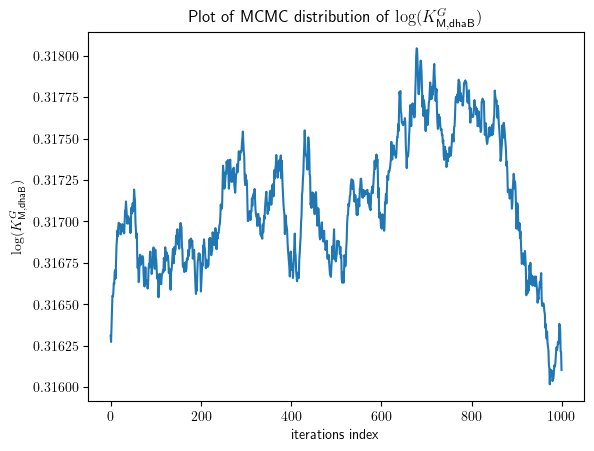 Plot of MCMC distribution of log(K^G_{M,dhaB})
log(K^G_{M,dhaB})
0.31800
0.31775
0.31750
0.31725
0.31700
0.31675
0.31650
0.31625
0.31600
0 200 400 600 800 1000
iterations index